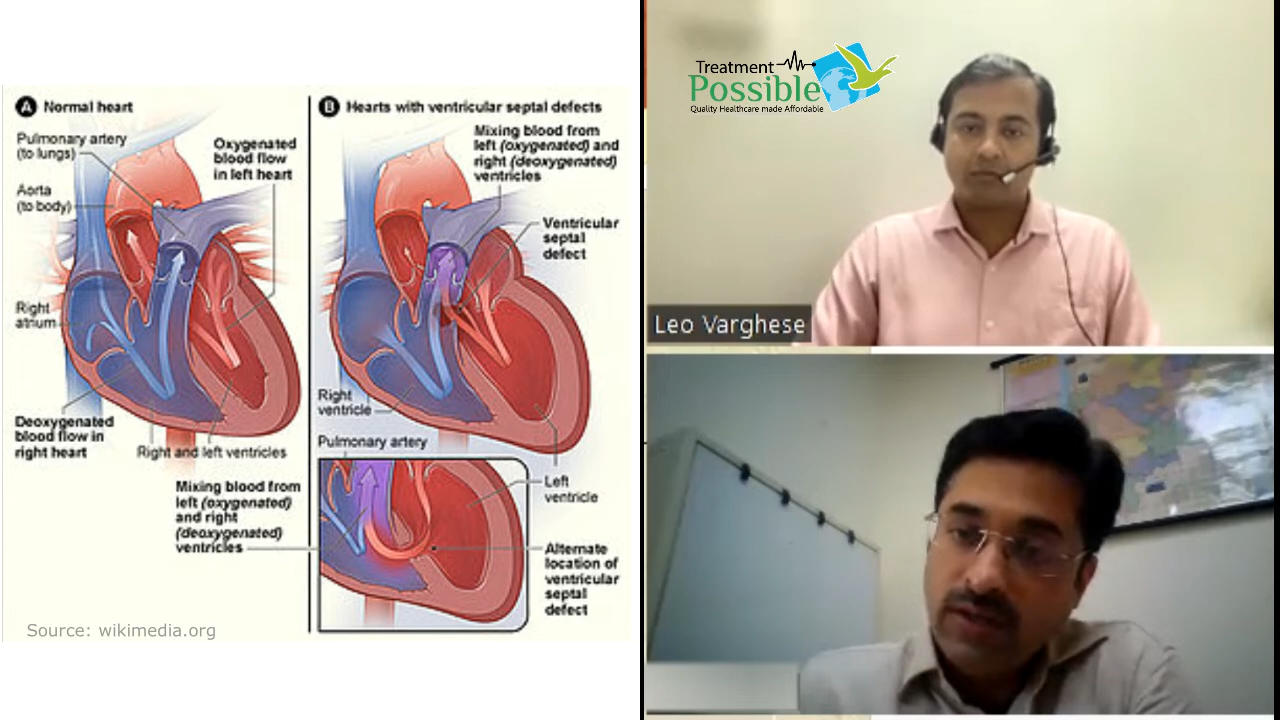 A Normal heart
Pulmonary artery
(to lungs)
Aorta
(to body)
Oxygenated
blood flow
in left heart
Right
atrium
Deoxygenated
blood flow in
right heart
Right and left ventricles
B Hearts with ventricular septal defects
Mixing blood from
left (oxygenated) and
right (deoxygenated)
ventricles
Ventricular
septal
defect
Right
ventricle
Pulmonary artery
Left
ventricle
Mixing blood from
left (oxygenated)
and right
(deoxygenated)
ventricles
Alternate
location of
ventricular
septal
defect
Source: wikimedia.org
Treatment
Possible
Quality Healthcare made Affordable
Leo Varghese